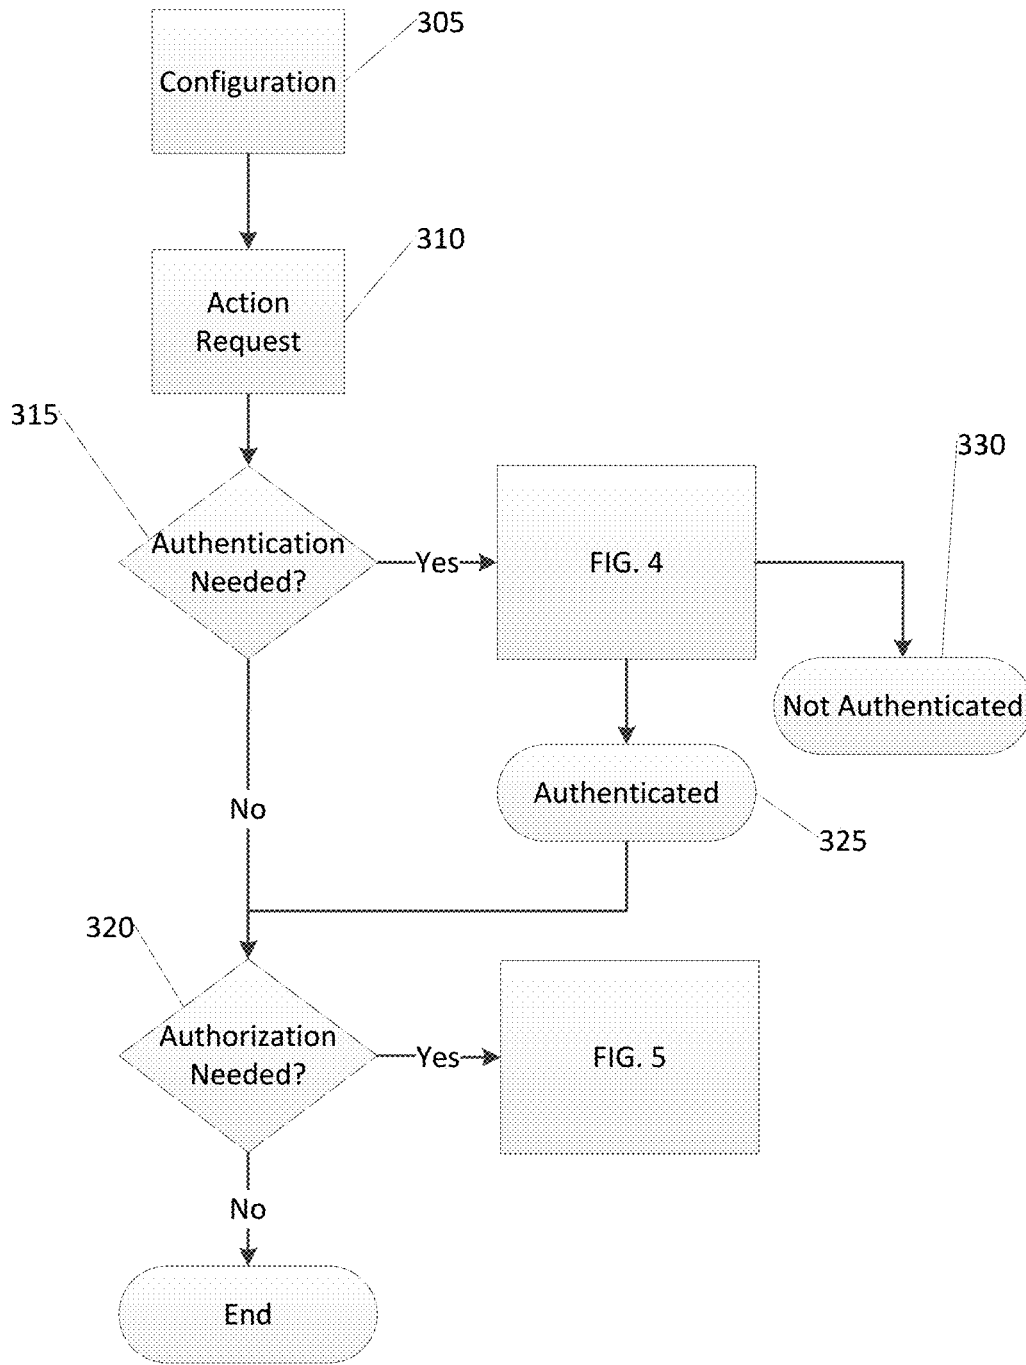 305
Configuration
310
Action
Request
315
330
Authentication
Needed?
Yes
FIG. 4
Not Authenticated
Authenticated
No
325
320
Authorization
Needed?
Yes
FIG. 5
No
End